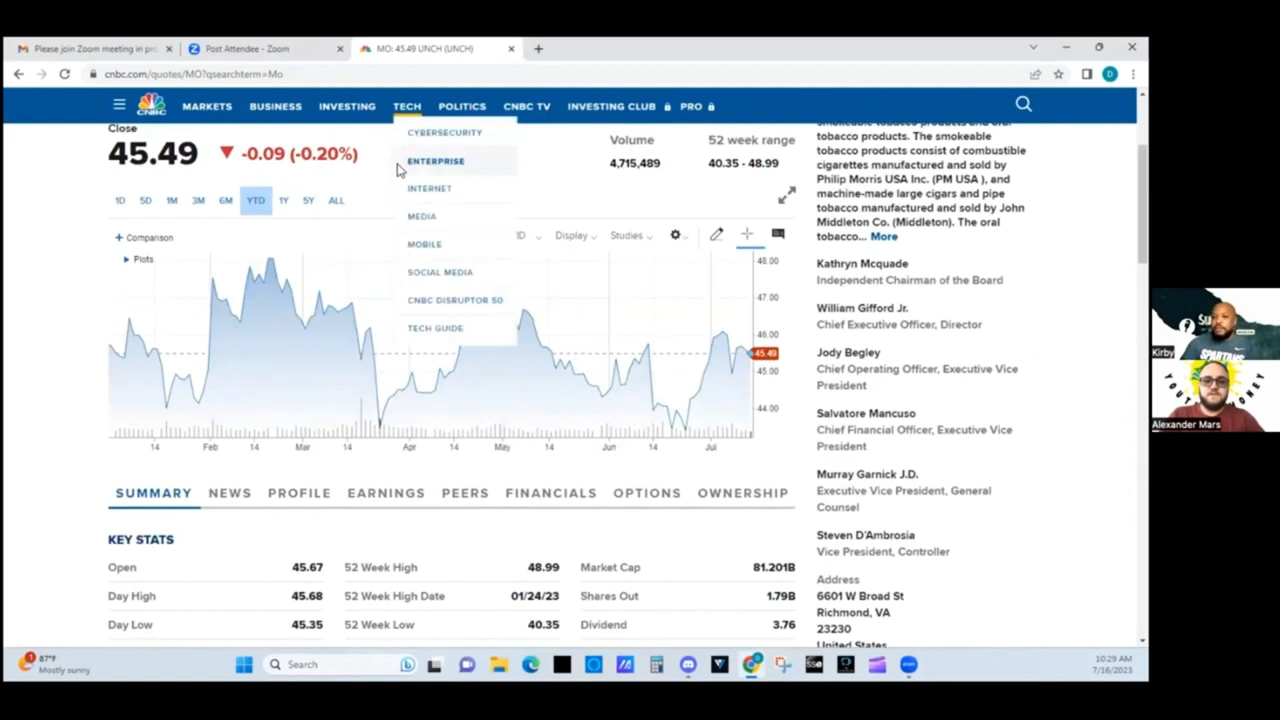 Please join Zoom meeting in pr
Post Attendee - Zoom
MO: 45.49 UNCH (UNCH)
cnbc.com/quotes/MO?qsearchterm=Mo
D
CNBC
MARKETS
BUSINESS
INVESTING
TECH
POLITICS
CNBC TV
INVESTING CLUB
PRO
Close
45.49 ▼ -0.09 (-0.20%)
CYBERSECURITY
ENTERPRISE
INTERNET
MEDIA
MOBILE
SOCIAL MEDIA
CNBC DISRUPTOR 50
TECH GUIDE
Volume
4,715,489
52 week range
40.35 - 48.99
1D 5D 1M 3M 6M YTD 1Y 5Y ALL
+ Comparison
Display
Studies
Plots
48.00
47.00
46.00
45.49
45.00
44.00
14 Feb 14 Mar 14 Apr 14 May 14 Jun 14 Jul
SUMMARY NEWS PROFILE EARNINGS PEERS FINANCIALS OPTIONS OWNERSHIP
KEY STATS
Open 45.67
Day High 45.68
Day Low 45.35
52 Week High 48.99
52 Week High Date 01/24/23
52 Week Low 40.35
Market Cap 81.201B
Shares Out 1.79B
Dividend 3.76
smokeable tobacco products and oral
tobacco products. The smokeable
tobacco products consist of combustible
cigarettes manufactured and sold by
Philip Morris USA Inc. (PM USA ), and
machine-made large cigars and pipe
tobacco manufactured and sold by John
Middleton Co. (Middleton). The oral
tobacco... More
Kathryn Mcquade
Independent Chairman of the Board
William Gifford Jr.
Chief Executive Officer, Director
Jody Begley
Chief Operating Officer, Executive Vice
President
Salvatore Mancuso
Chief Financial Officer, Executive Vice
President
Murray Garnick J.D.
Executive Vice President, General
Counsel
Steven D'Ambrosia
Vice President, Controller
Address
6601 W Broad St
Richmond, VA
23230
United States
Kirby
SPARTANS
Alexander Mars
1
87°F
Mostly sunny
Search
10:29 AM
7/16/2023